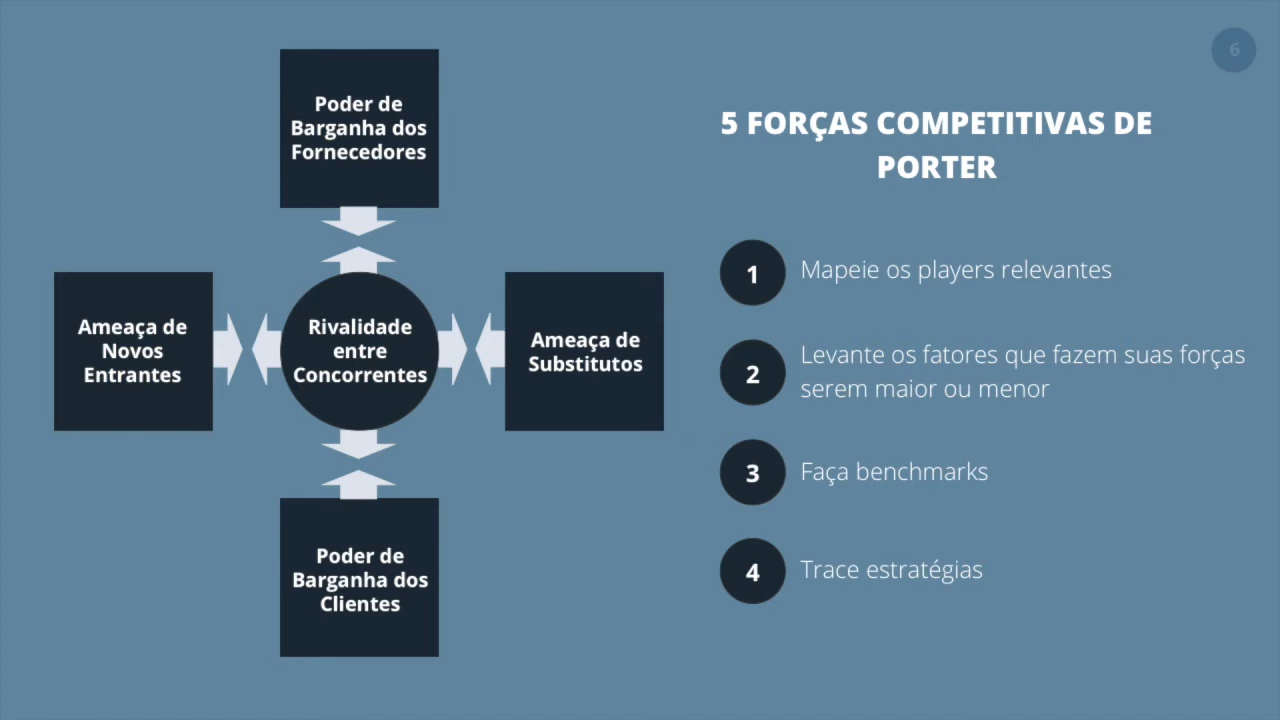 6
5 FORÇAS COMPETITIVAS DE
PORTER
Poder de
Barganha dos
Fornecedores
Ameaça de
Novos
Entrantes
Rivalidade
entre
Concorrentes
Ameaça de
Substitutos
Poder de
Barganha dos
Clientes
1 Mapeie os players relevantes
2 Levante os fatores que fazem suas forças
serem maior ou menor
3 Faça benchmarks
4 Trace estratégias